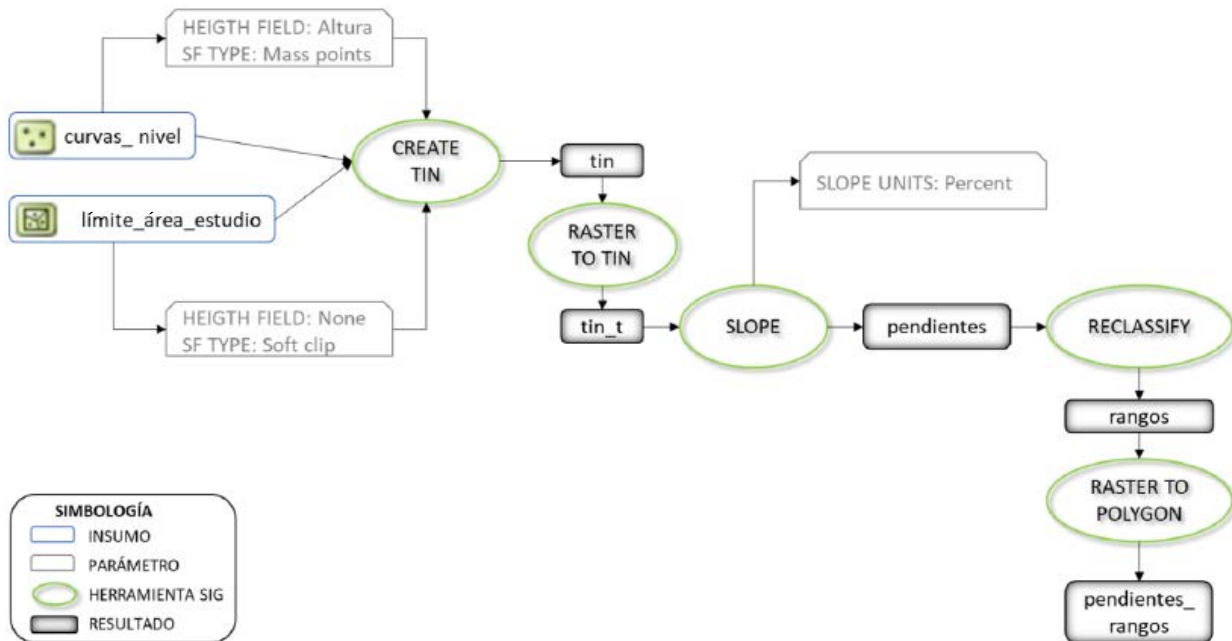 HEIGTH FIELD: Altura
SF TYPE: Mass points
curvas_ nivel
CREATE
TIN
tin
SLOPE UNITS: Percent
límite_área_estudio
RASTER
TO TIN
HEIGTH FIELD: None
SF TYPE: Soft clip
tin_t
SLOPE
pendientes
RECLASSIFY
rangos
RASTER TO
POLYGON
pendientes_
rangos
SIMBOLOGÍA
INSUMO
PARÁMETRO
HERRAMIENTA SIG
RESULTADO